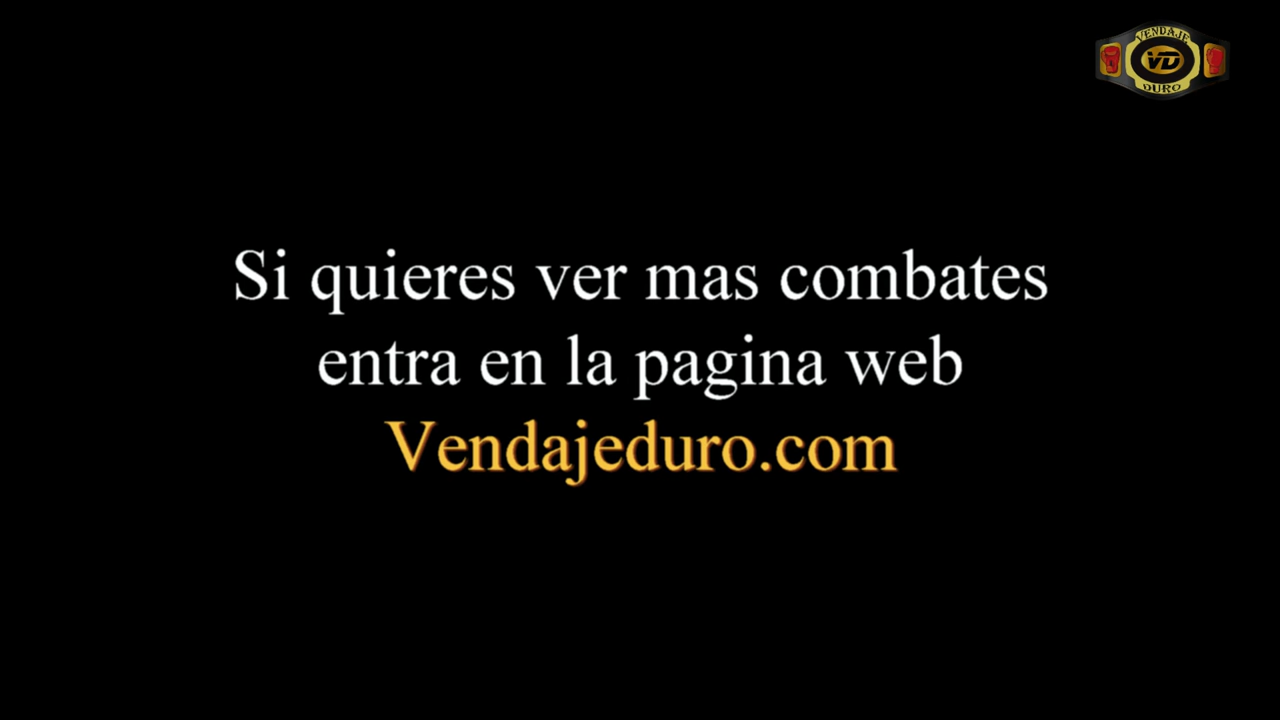 VENDAJE
VD
DURO
Si quieres ver mas combates
entra en la pagina web
Vendajeduro.com